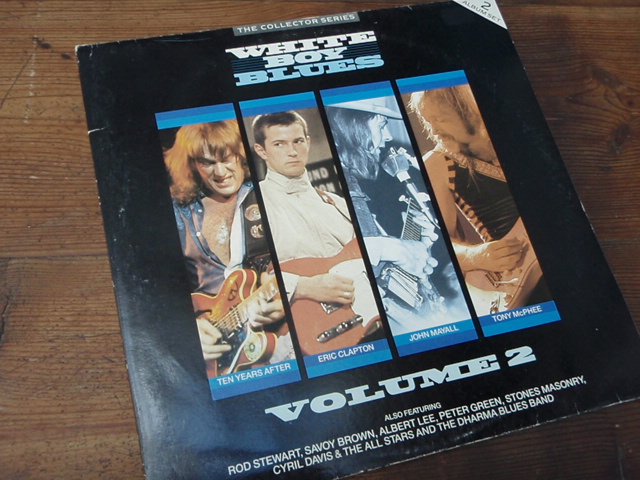 THE COLLECTOR SERIES
2
ALBUM SET
WHITE
BOY
BLUES
TEN YEARS AFTER
ERIC CLAPTON
JOHN MAYALL
TONY McPHEE
VOLUME 2
ALSO FEATURING
ROD STEWART, SAVOY BROWN, ALBERT LEE, PETER GREEN, STONES MASONRY,
CYRIL DAVIS & THE ALL STARS AND THE DHARMA BLUES BAND